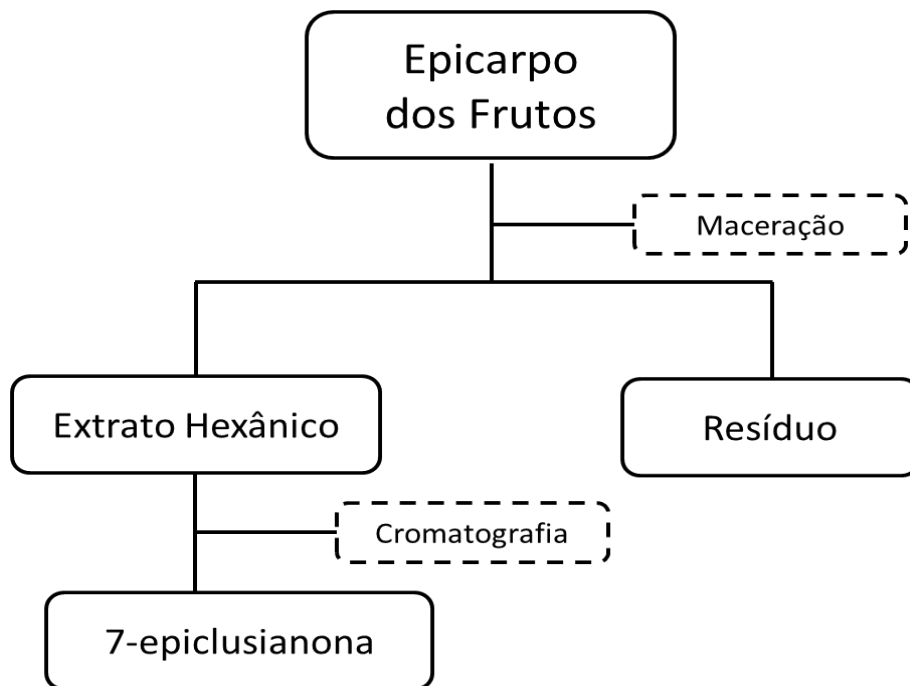 Epicarpo
dos Frutos
Maceração
Extrato Hexânico
Resíduo
Cromatografia
7-epiclusianona